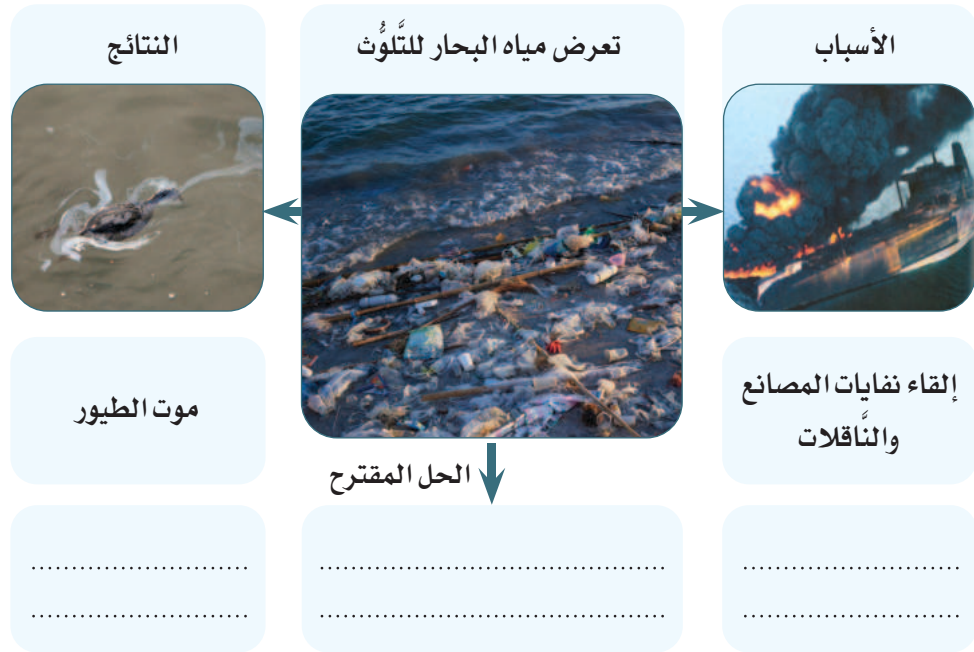 الأسباب
تعرض مياه البحار للتَّلوُّث
النتائج
إلقاء نفايات المصانع
والنَّاقلات
موت الطيور
الحل المقترح
...........................
...........................
...........................................
...........................................
...........................
...........................